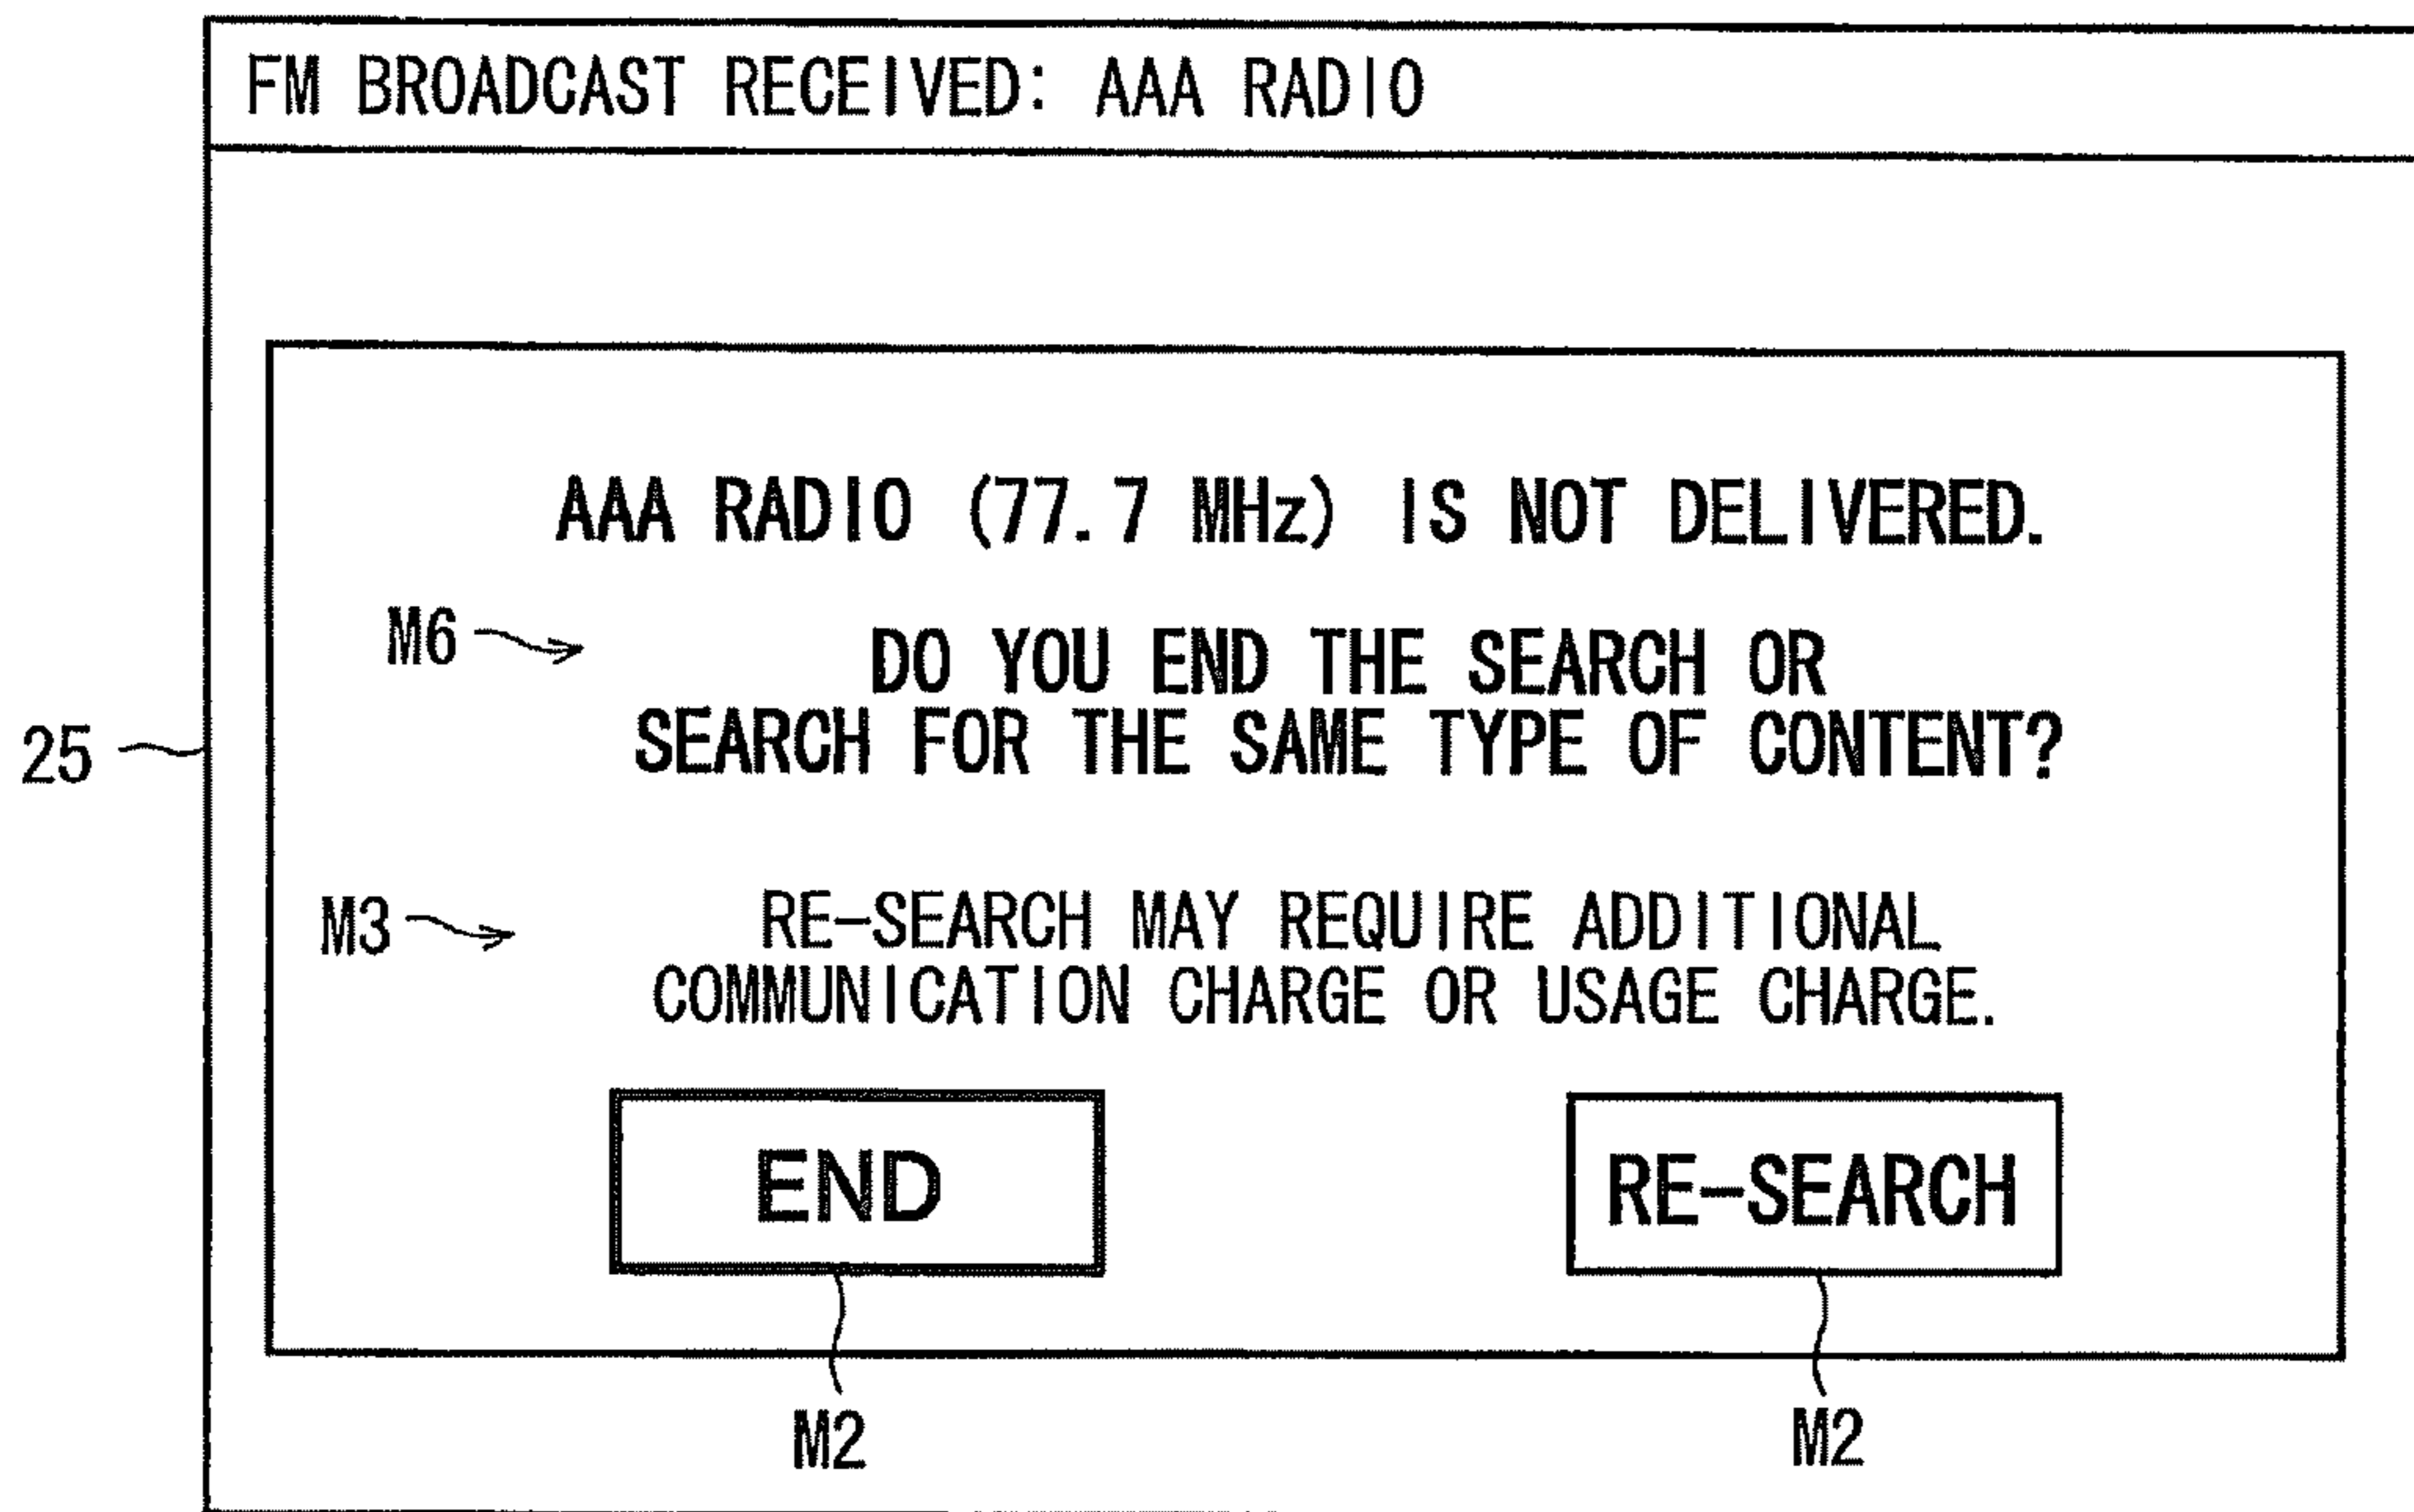 FM BROADCAST RECEIVED: AAA RADIO
AAA RADIO (77.7 MHz) IS NOT DELIVERED.
M6
DO YOU END THE SEARCH OR
SEARCH FOR THE SAME TYPE OF CONTENT?
25
M3
RE-SEARCH MAY REQUIRE ADDITIONAL
COMMUNICATION CHARGE OR USAGE CHARGE.
END
RE-SEARCH
M2
M2